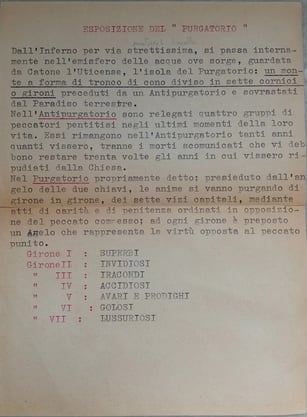 ESPOSIZIONE DEL " PURGATORIO "
Dall'Inferno per via strettissima, si passa interna-
mente nell'emisfero delle acque ove sorge, guardata
da Catone l'Uticense, l'isola del Purgatorio: un mon-
te a forma di tronco di cono diviso in sette cornici
o gironi preceduti da un Antipurgatorio e sovrastati
dal Paradiso terrestre.
Nell'Antipurgatorio sono relegati quattro gruppi di
peccatori pentitisi negli ultimi momenti della loro
vita. Essi rimangono nell'Antipurgatorio tanti anni
quanti vissero, tranne i morti scomunicati che vi deb
bono restare trenta volte gli anni in cui vissero ri-
pudiati dalla Chiesa.
Nel Purgatorio propriamente detto: presieduto dall'an
gelo delle due chiavi, le anime si vanno purgando di
girone in girone, dei sette vizi capitali, mediante
atti di carità e di penitenza ordinati in opposizione
del peccato commesso: ad ogni girone è preposto
un Angelo che rappresenta la virtù opposta al peccato
punito.
Girone I : SUPERBI
Girone II : INVIDIOSI
" III : IRACONDI
" IV : ACCIDIOSI
" V : AVARI E PRODIGHI
" VI : GOLOSI
" VII : LUSSURIOSI